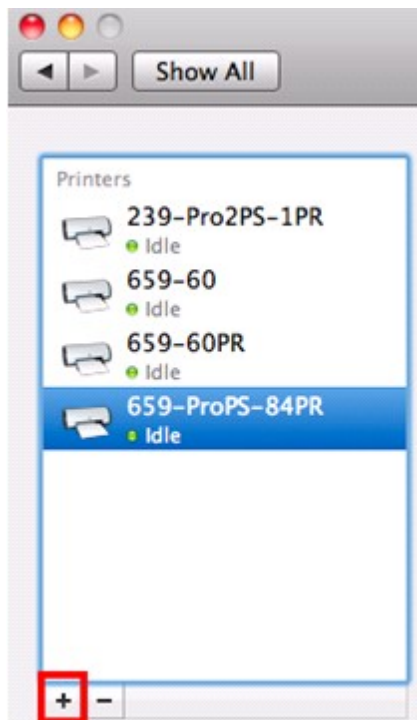 Show All
Printers
239-Pro2PS-1PR
Idle
659-60
Idle
659-60PR
Idle
659-ProPS-84PR
Idle
+ −